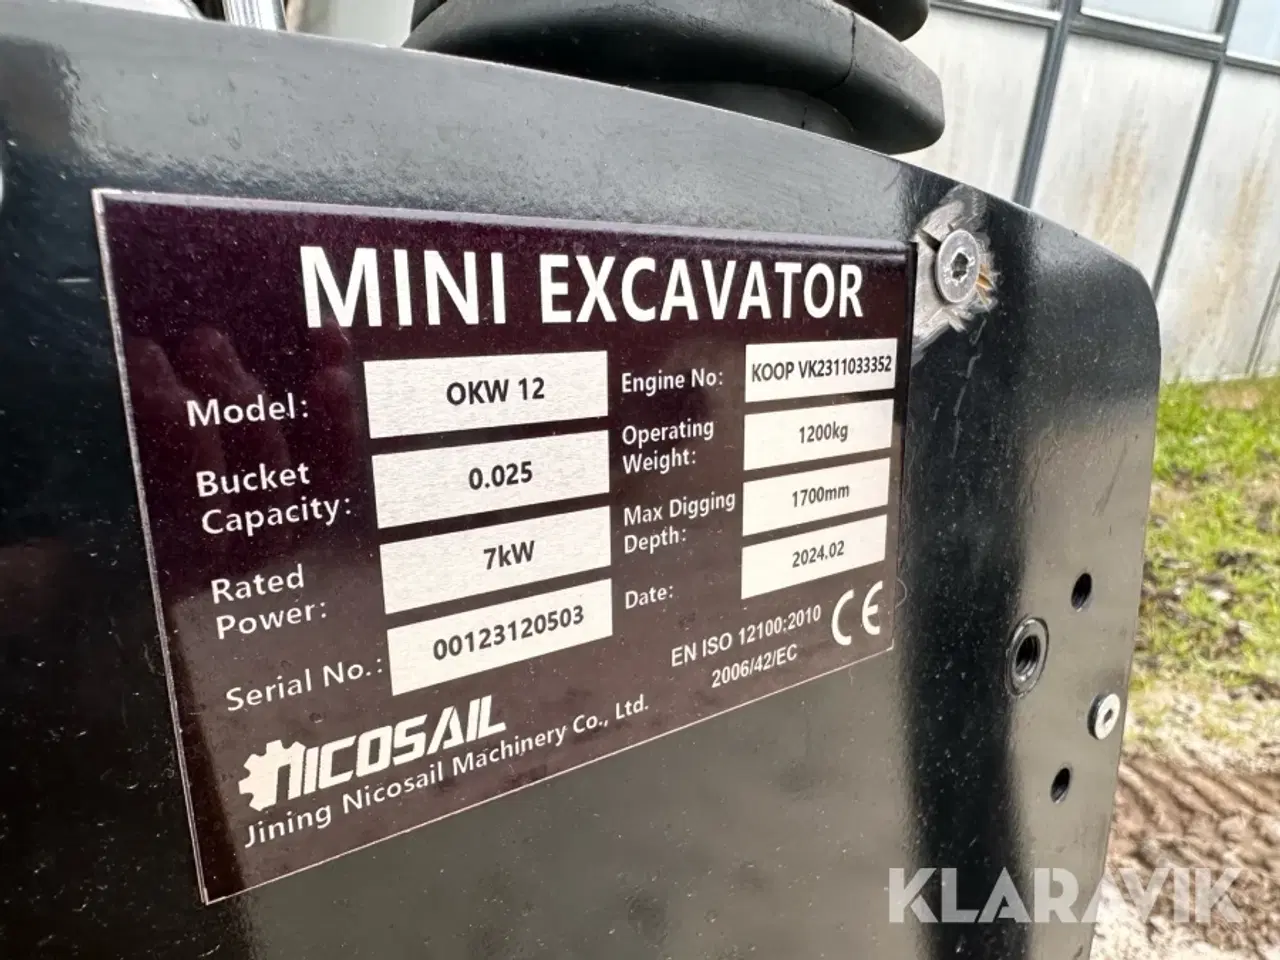 MINI EXCAVATOR
Model: OKW 12
Bucket Capacity: 0.025
Rated Power: 7kW
Serial No.: 00123120503
Engine No: KOOP VK2311033352
Operating Weight: 1200kg
Max Digging Depth: 1700mm
Date: 2024.02
EN ISO 12100:2010
2006/42/EC
CE
NICOSAIL
Jining Nicosail Machinery Co., Ltd.
KLARAVIK